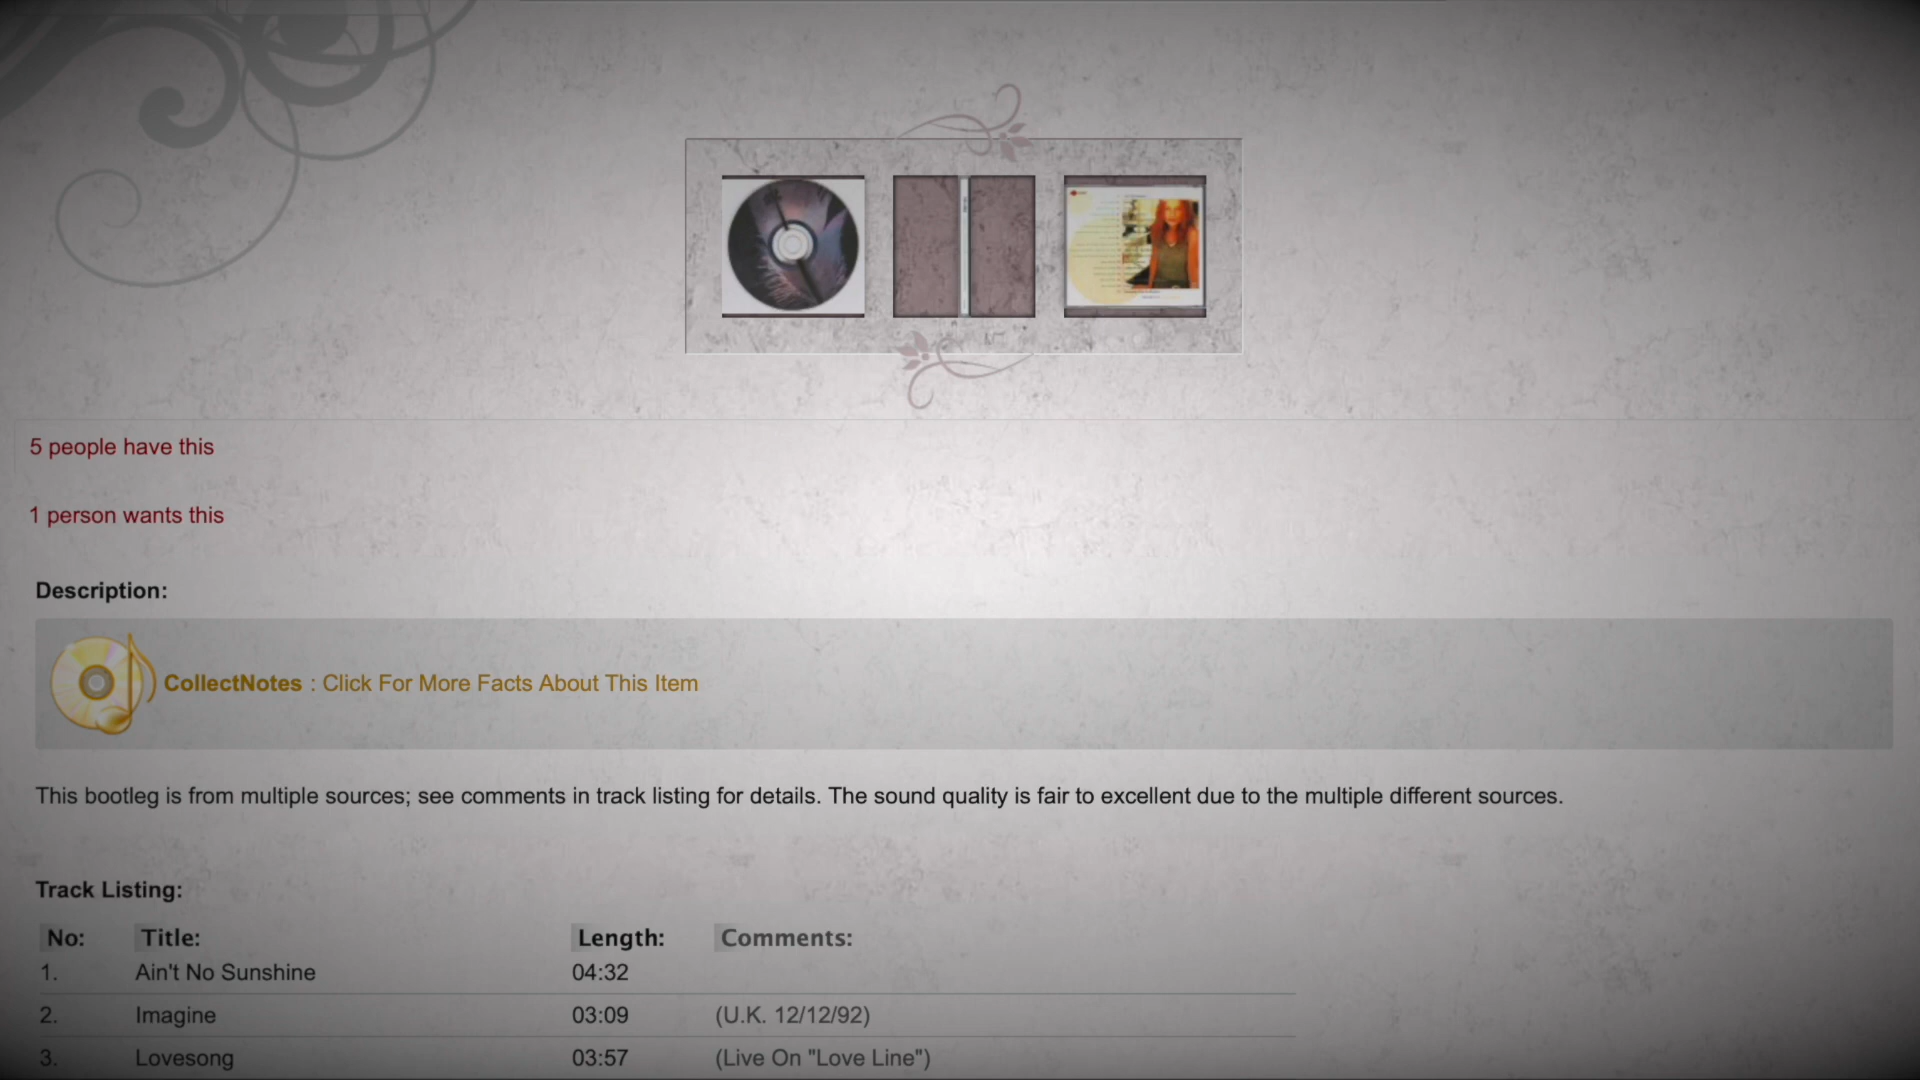 5 people have this
1 person wants this
Description:
CollectNotes : Click For More Facts About This Item
This bootleg is from multiple sources; see comments in track listing for details. The sound quality is fair to excellent due to the multiple different sources.
Track Listing:
No: Title: Length: Comments:
1. Ain't No Sunshine 04:32
2. Imagine 03:09 (U.K. 12/12/92)
3. Lovesong 03:57 (Live On "Love Line")